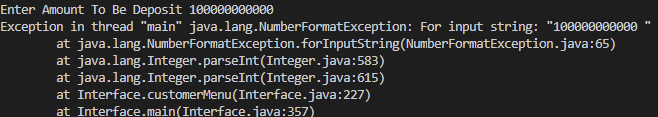 Enter Amount To Be Deposit 100000000000
Exception in thread "main" java.lang.NumberFormatException: For input string: "100000000000 "
at java.lang.NumberFormatException.forInputString(NumberFormatException.java:65)
at java.lang.Integer.parseInt(Integer.java:583)
at java.lang.Integer.parseInt(Integer.java:615)
at Interface.customerMenu(Interface.java:227)
at Interface.main(Interface.java:357)